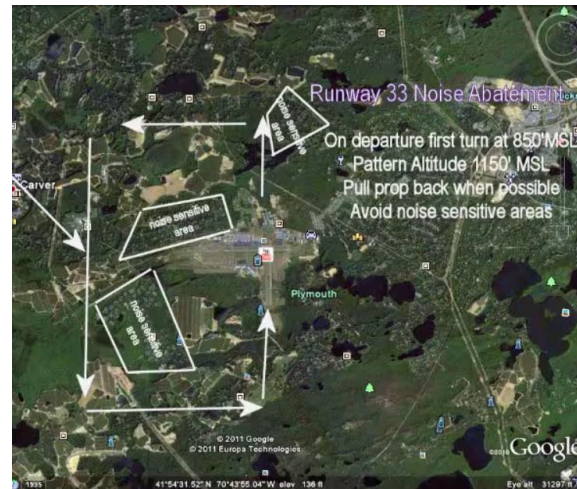 noise sensitive
area
Runway 33 Noise Abatement
On departure first turn at 850'MSL
Pattern Altitude 1150' MSL
Pull prop back when possible
Avoid noise sensitive areas
Carver
noise sensitive
area
Plymouth
noise sensitive
area
© 2011 Google
© 2011 Europa Technologies
Google
1995
41°54'31.52" N 70°43'55.04" W elev 136 ft
Eye alt 31297 ft